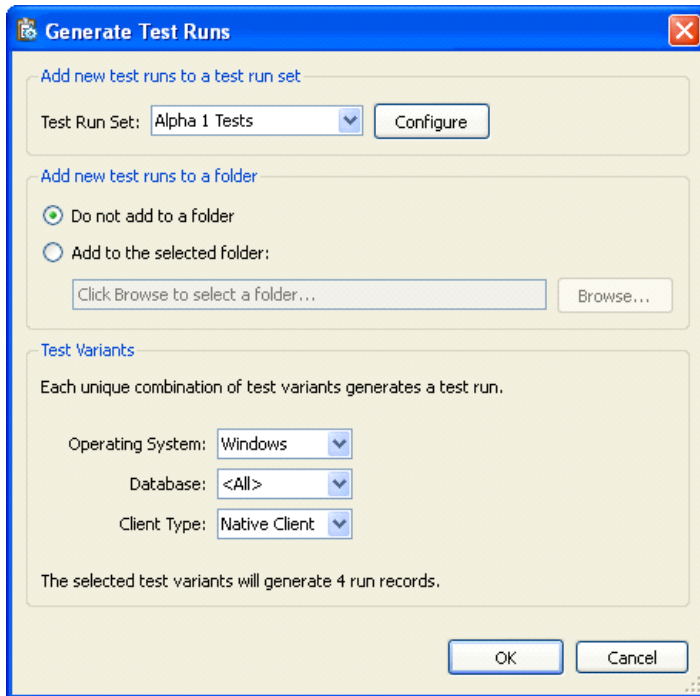 Generate Test Runs
Add new test runs to a test run set
Test Run Set: Alpha 1 Tests Configure
Add new test runs to a folder
Do not add to a folder
Add to the selected folder:
Click Browse to select a folder... Browse...
Test Variants
Each unique combination of test variants generates a test run.
Operating System: Windows
Database: <All>
Client Type: Native Client
The selected test variants will generate 4 run records.
OK Cancel